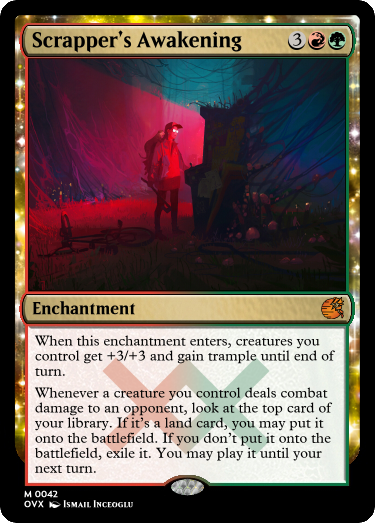 Scrapper's Awakening 3
Enchantment
When this enchantment enters, creatures you
control get +3/+3 and gain trample until end of
turn.
Whenever a creature you control deals combat
damage to an opponent, look at the top card of
your library. If it's a land card, you may put it
onto the battlefield. If you don't put it onto the
battlefield, exile it. You may play it until your
next turn.
M 0042
OVX Ismail Inceoglu